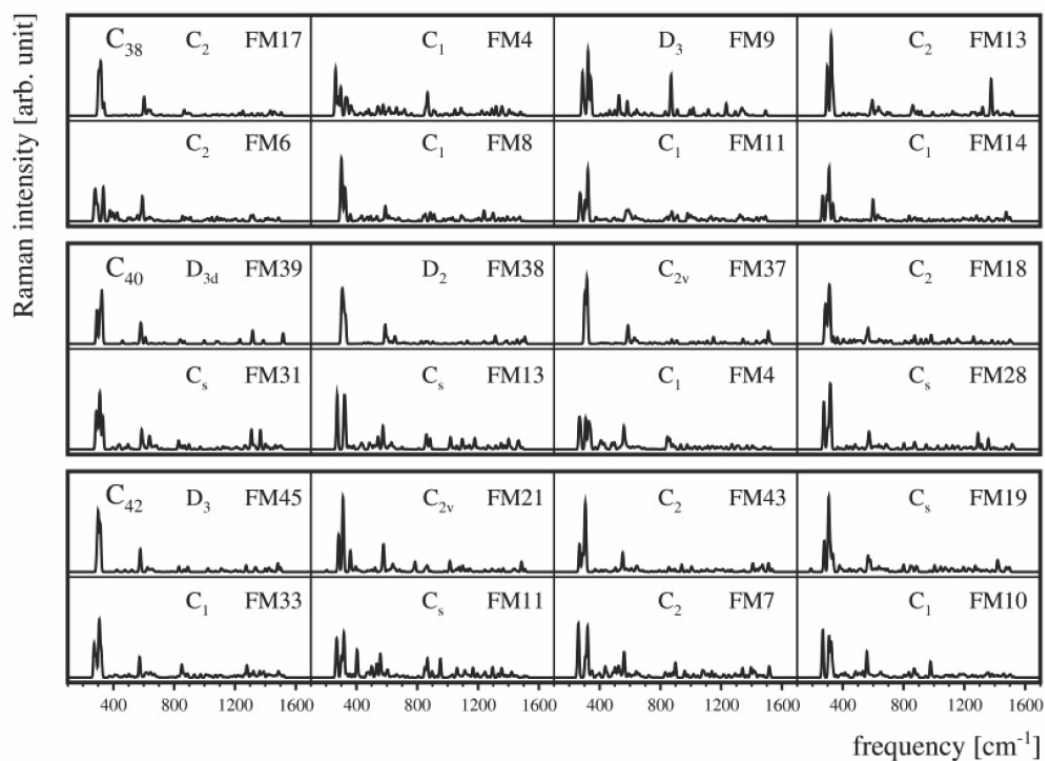 Raman intensity [arb. unit]
C₃₈ C₂ FM17 C₁ FM4 D₃ FM9 C₂ FM13
C₂ FM6 C₁ FM8 C₁ FM11 C₁ FM14
C₄₀ D₃d FM39 D₂ FM38 C₂ᵥ FM37 C₂ FM18
Cₛ FM31 Cₛ FM13 C₁ FM4 Cₛ FM28
C₄₂ D₃ FM45 C₂ᵥ FM21 C₂ FM43 Cₛ FM19
C₁ FM33 Cₛ FM11 C₂ FM7 C₁ FM10
400 800 1200 1600 400 800 1200 1600 400 800 1200 1600 400 800 1200 1600
frequency [cm⁻¹]